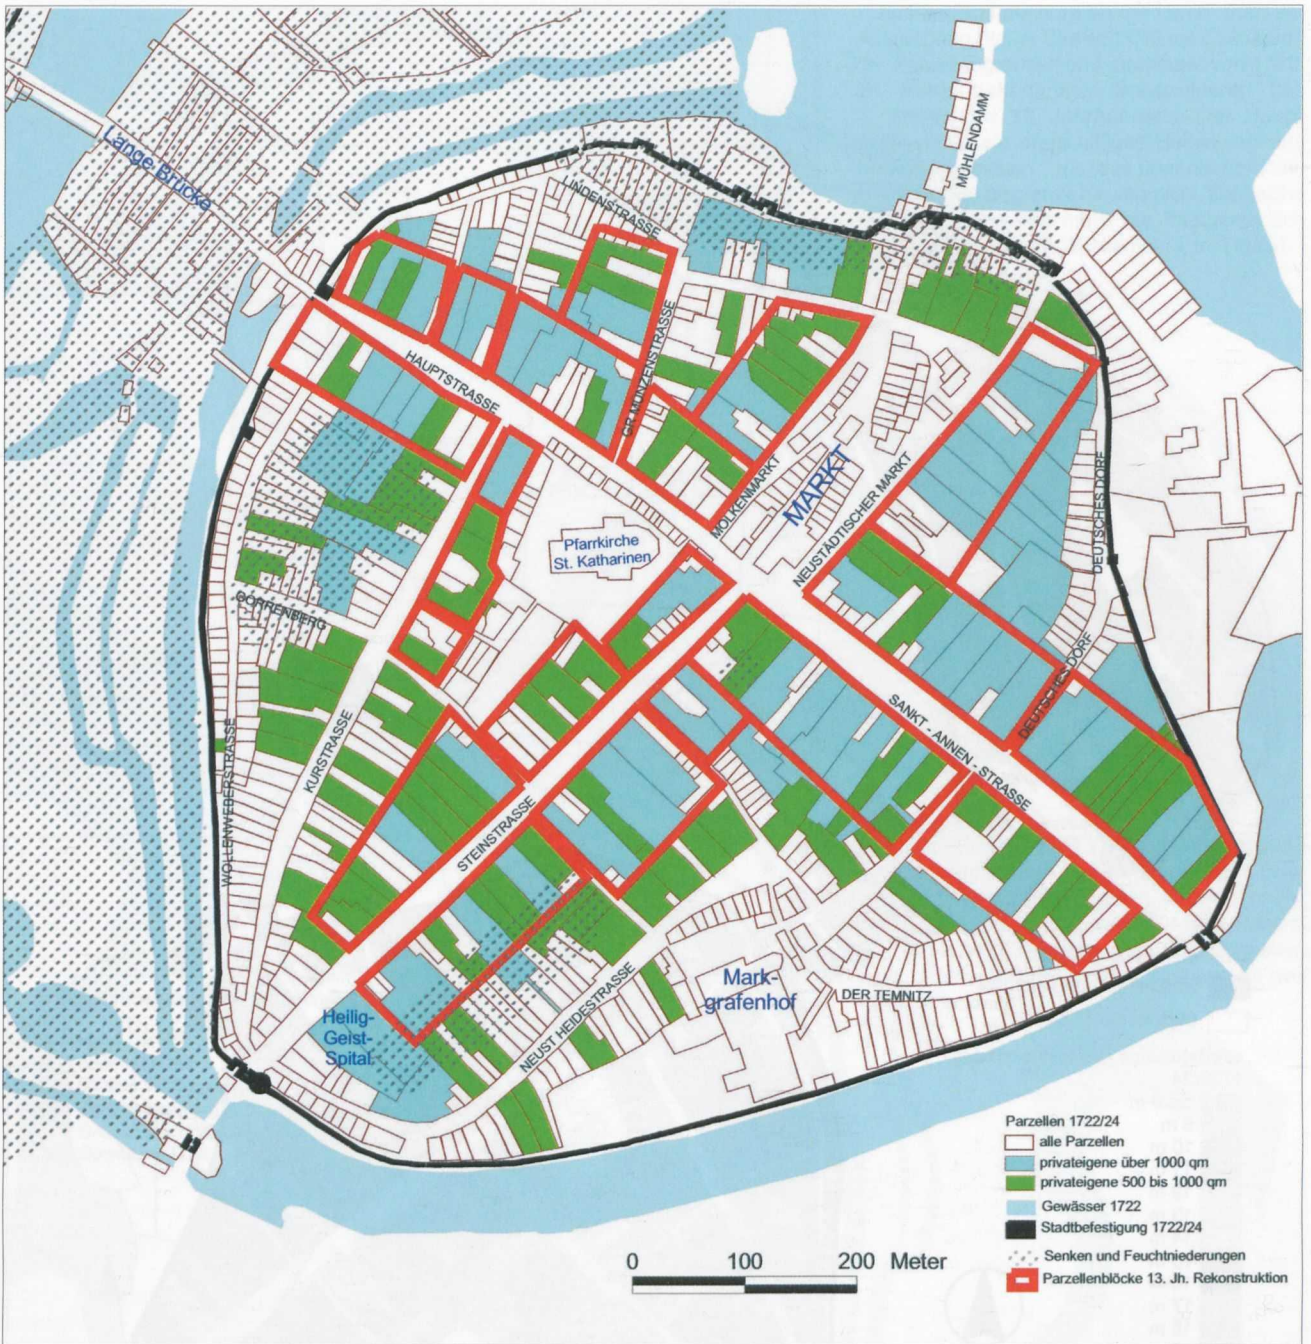 Lange Brücke
MÜHLENDAMM
LINDENSTRASSE
HAUPTSTRASSE
GR MÜNZENSTRASSE
MOLKENMARKT
MARKT
NEUSTÄDTISCHER MARKT
DEUTSCHES DORF
Pfarrkirche
St. Katharinen
GORRENBERG
DEUTSCHES DORF
SANKT - ANNEN - STRASSE
WOLLENWEBERSTRASSE
KURSTRASSE
STEINSTRASSE
Mark-
grafenhof
DER TEMNITZ
NEUST HEIDESTRASSE
Heilig-
Geist-
Spital
Parzellen 1722/24
alle Parzellen
privateigene über 1000 qm
privateigene 500 bis 1000 qm
Gewässer 1722
Stadtbefestigung 1722/24
Senken und Feuchtniederungen
Parzellenblöcke 13. Jh. Rekonstruktion
0 100 200 Meter